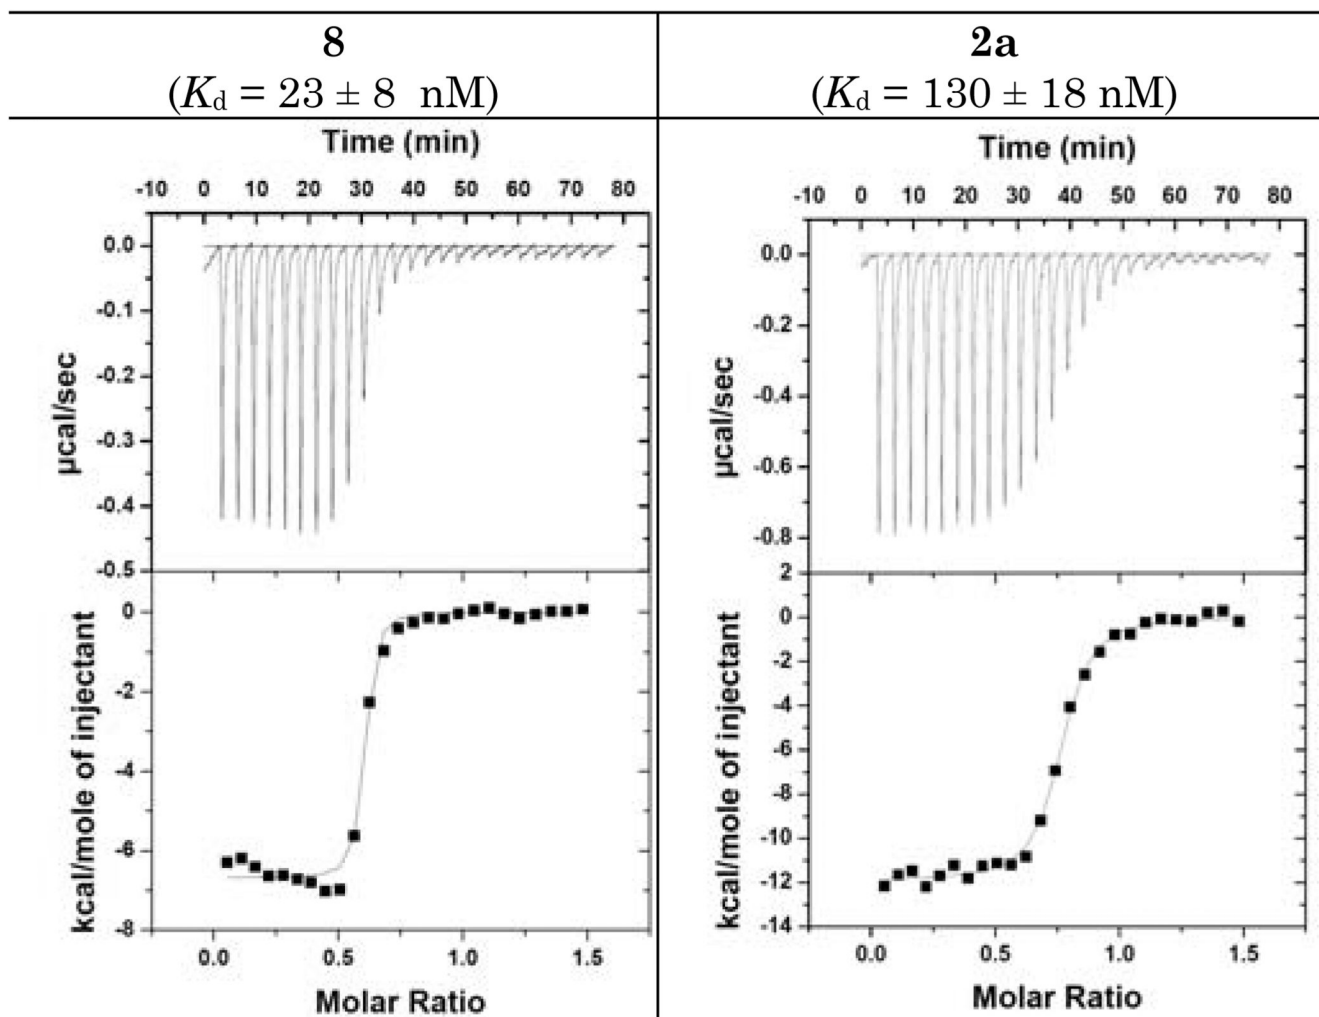 8
(Kd = 23 ± 8 nM)
Time (min)
-10 0 10 20 30 40 50 60 70 80
0.0
-0.1
-0.2
-0.3
-0.4
-0.5
µcal/sec
0
-2
-4
-6
-8
kcal/mole of injectant
0.0 0.5 1.0 1.5
Molar Ratio
2a
(Kd = 130 ± 18 nM)
Time (min)
-10 0 10 20 30 40 50 60 70 80
0.0
-0.2
-0.4
-0.6
-0.8
µcal/sec
2
0
-2
-4
-6
-8
-10
-12
-14
kcal/mole of injectant
0.0 0.5 1.0 1.5
Molar Ratio